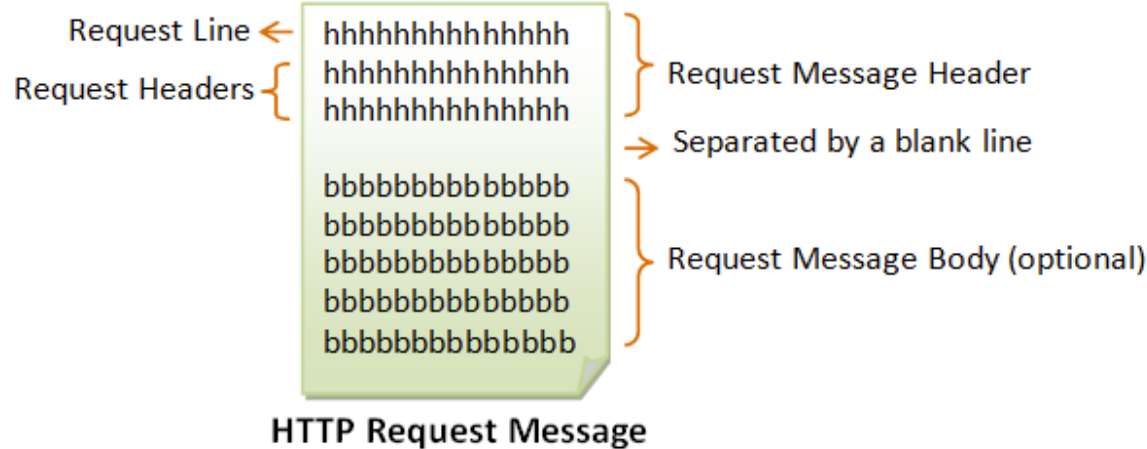 Request Line
hhhhhhhhhhhhhh
Request Headers
hhhhhhhhhhhhhh
hhhhhhhhhhhhhh
Request Message Header
Separated by a blank line
bbbbbbbbbbbbbb
bbbbbbbbbbbbbb
bbbbbbbbbbbbbb
bbbbbbbbbbbbbb
bbbbbbbbbbbbbb
Request Message Body (optional)
HTTP Request Message